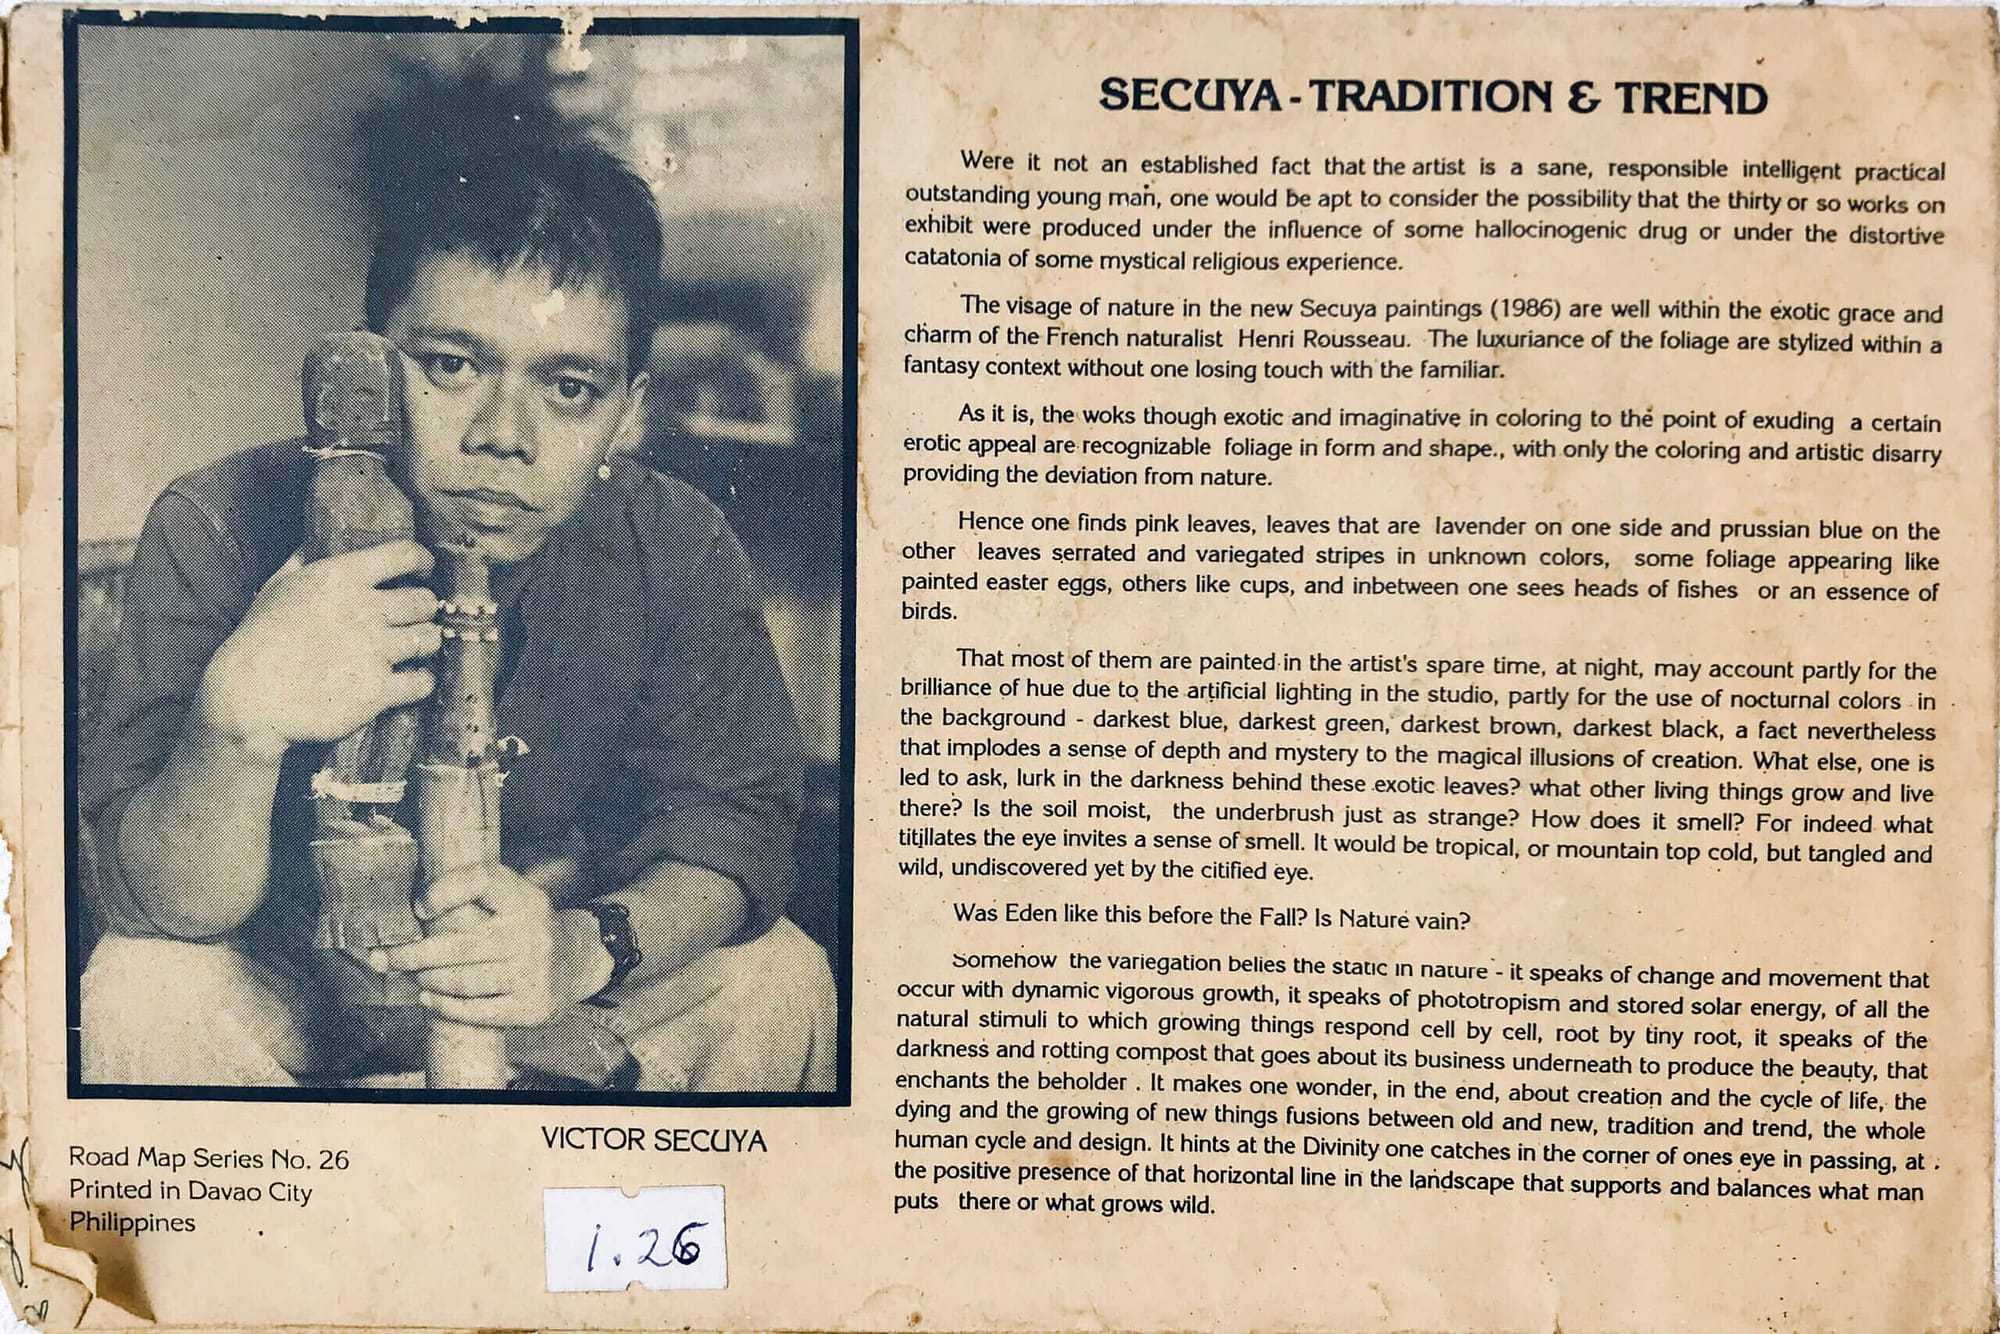 SECUYA - TRADITION & TREND
Were it not an established fact that the artist is a sane, responsible intelligent practical
outstanding young man, one would be apt to consider the possibility that the thirty or so works on
exhibit were produced under the influence of some hallocinogenic drug or under the distortive
catatonia of some mystical religious experience.
The visage of nature in the new Secuya paintings (1986) are well within the exotic grace and
charm of the French naturalist Henri Rousseau. The luxuriance of the foliage are stylized within a
fantasy context without one losing touch with the familiar.
As it is, the woks though exotic and imaginative in coloring to the point of exuding a certain
erotic appeal are recognizable foliage in form and shape., with only the coloring and artistic disarry
providing the deviation from nature.
Hence one finds pink leaves, leaves that are lavender on one side and prussian blue on the
other leaves serrated and variegated stripes in unknown colors, some foliage appearing like
painted easter eggs, others like cups, and inbetween one sees heads of fishes or an essence of
birds.
That most of them are painted in the artist's spare time, at night, may account partly for the
brilliance of hue due to the artificial lighting in the studio, partly for the use of nocturnal colors in
the background - darkest blue, darkest green, darkest brown, darkest black, a fact nevertheless
that implodes a sense of depth and mystery to the magical illusions of creation. What else, one is
led to ask, lurk in the darkness behind these exotic leaves? what other living things grow and live
there? Is the soil moist, the underbrush just as strange? How does it smell? For indeed what
titillates the eye invites a sense of smell. It would be tropical, or mountain top cold, but tangled and
wild, undiscovered yet by the citified eye.
Was Eden like this before the Fall? Is Nature vain?
Somehow the variegation belies the static in nature - it speaks of change and movement that
occur with dynamic vigorous growth, it speaks of phototropism and stored solar energy, of all the
natural stimuli to which growing things respond cell by cell, root by tiny root, it speaks of the
darkness and rotting compost that goes about its business underneath to produce the beauty, that
enchants the beholder . It makes one wonder, in the end, about creation and the cycle of life, the
dying and the growing of new things fusions between old and new, tradition and trend, the whole
human cycle and design. It hints at the Divinity one catches in the corner of ones eye in passing, at
the positive presence of that horizontal line in the landscape that supports and balances what man
puts there or what grows wild.
VICTOR SECUYA
Road Map Series No. 26
Printed in Davao City
Philippines
1.26